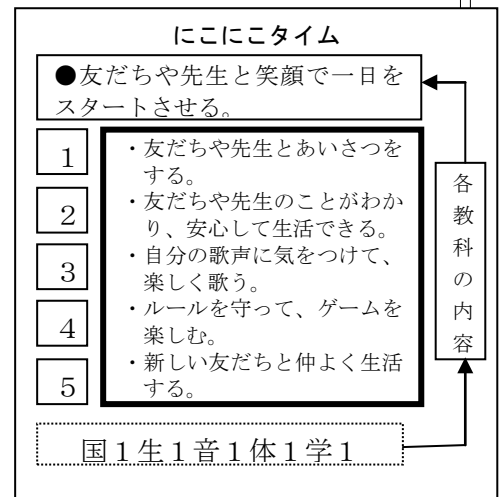 にこにこタイム
●友だちや先生と笑顔で一日を
スタートさせる。
1
2
3
4
5
・友だちや先生とあいさつを
する。
・友だちや先生のことがわか
り、安心して生活できる。
・自分の歌声に気をつけて、
楽しく歌う。
・ルールを守って、ゲームを
楽しむ。
・新しい友だちと仲よく生活
する。
各教科の内容
国1生1音1体1学1